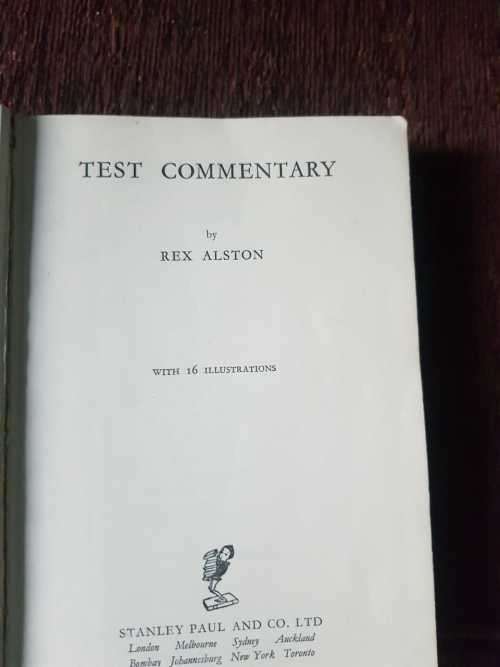 TEST COMMENTARY
by
REX ALSTON
WITH 16 ILLUSTRATIONS
STANLEY PAUL AND CO. LTD
London Melbourne Sydney Auckland
Bombay Johannesburg New York Toronto